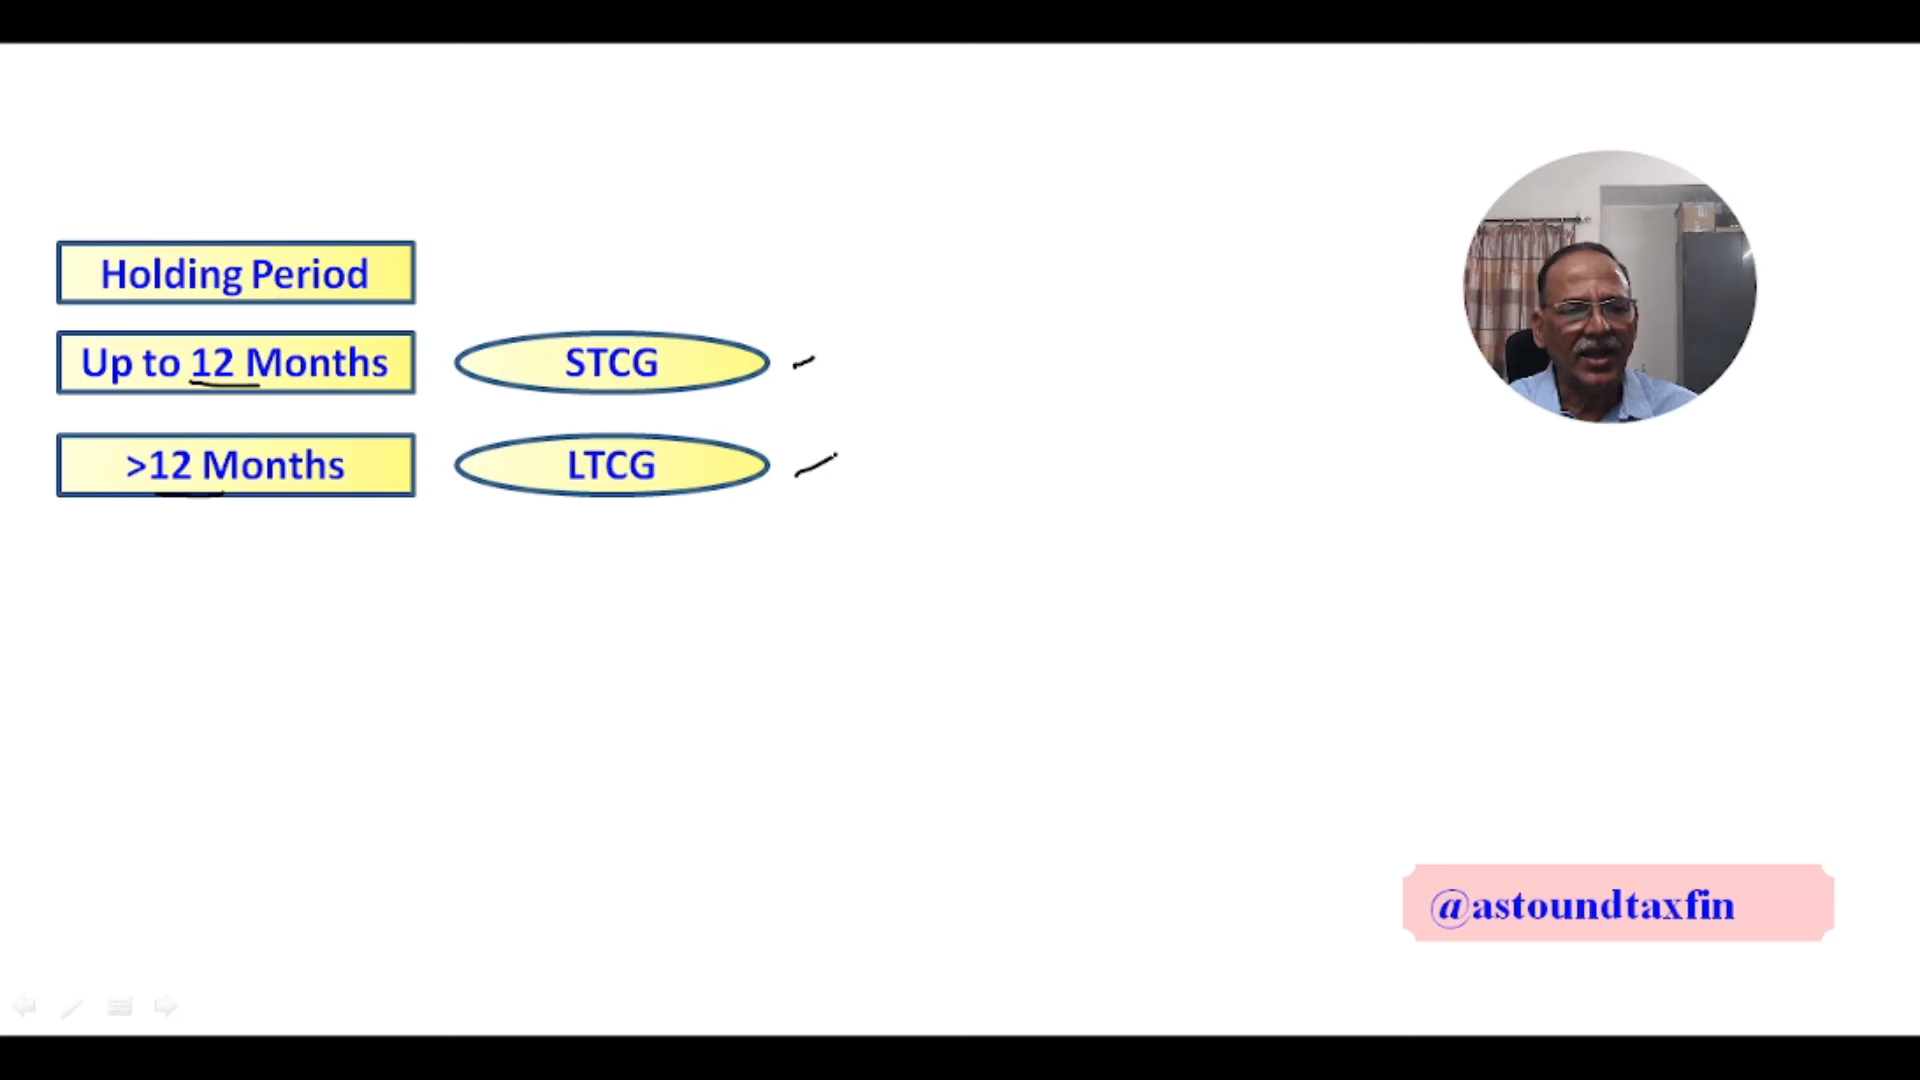 Holding Period
Up to 12 Months
STCG
>12 Months
LTCG
@astoundtaxfin